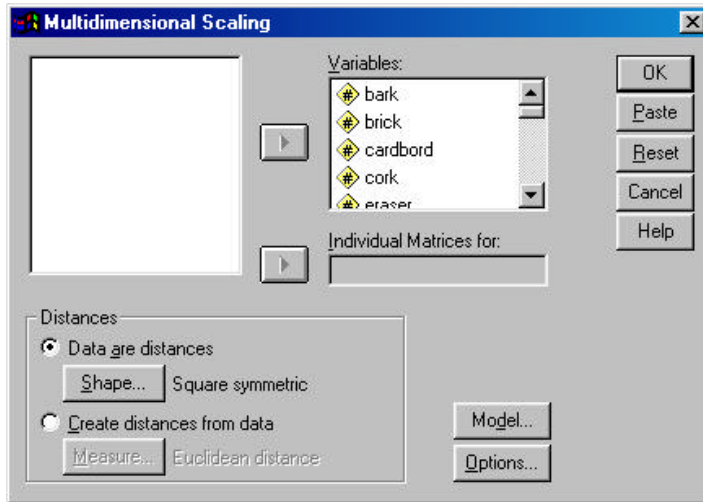 Multidimensional Scaling
Variables:
bark
brick
cardbord
cork
eraser
Individual Matrices for:
OK
Paste
Reset
Cancel
Help
Distances
Data are distances
Shape... Square symmetric
Create distances from data
Measure... Euclidean distance
Model...
Options...